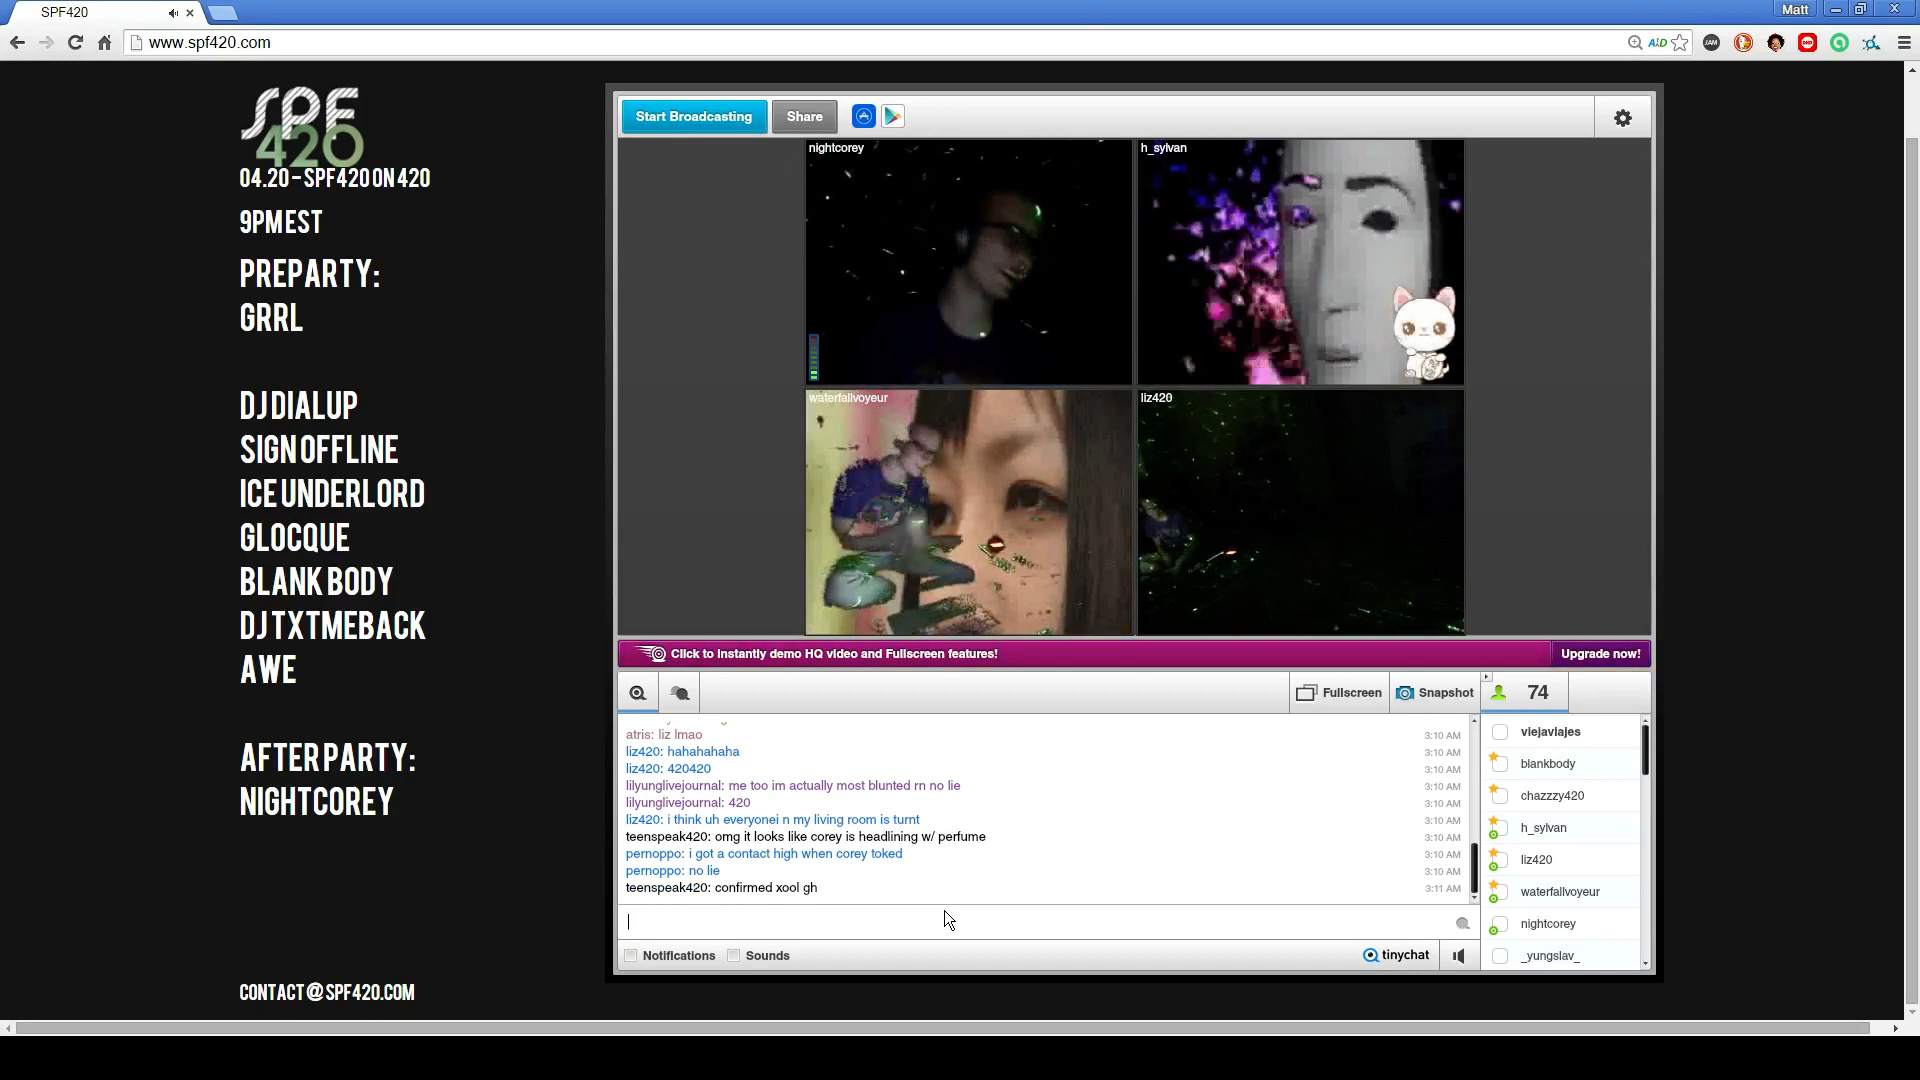 SPF420
Matt
www.spf420.com
SPF
420
04.20 - SPF420 ON 420
9PM EST
PREPARTY:
GRRL
DJ DIALUP
SIGN OFFLINE
ICE UNDERLORD
GLOCQUE
BLANK BODY
DJ TXTMEBACK
AWE
AFTER PARTY:
NIGHTCOREY
CONTACT@SPF420.COM
Start Broadcasting
Share
nightcorey
h_sylvan
waterfallvoyeur
liz420
Click to instantly demo HQ video and Fullscreen features!
Upgrade now!
Fullscreen
Snapshot
74
atris: liz lmao 3:10 AM
liz420: hahahahaha 3:10 AM
liz420: 420420 3:10 AM
lilyunglivejournal: me too im actually most blunted rn no lie 3:10 AM
lilyunglivejournal: 420 3:10 AM
liz420: i think uh everyonei n my living room is turnt 3:10 AM
teenspeak420: omg it looks like corey is headlining w/ perfume 3:10 AM
pernoppo: i got a contact high when corey toked 3:10 AM
pernoppo: no lie 3:10 AM
teenspeak420: confirmed xool gh 3:11 AM
viejaviajes
blankbody
chazzzy420
h_sylvan
liz420
waterfallvoyeur
nightcorey
_yungslav_
Notifications
Sounds
tinychat